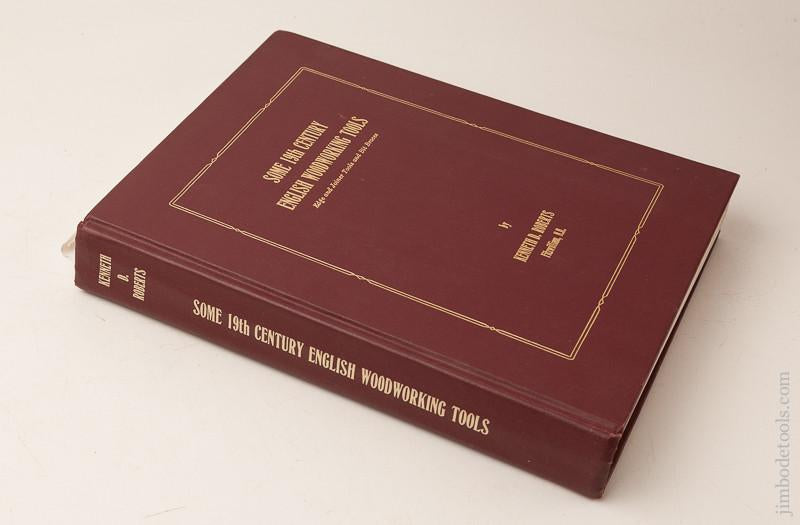 SOME 19th CENTURY
ENGLISH WOODWORKING TOOLS
Edge and Joiner Tools and Bit Braces
by
KENNETH D. ROBERTS
Fitzwilliam, N.H.
KENNETH
D.
ROBERTS
SOME 19th CENTURY ENGLISH WOODWORKING TOOLS
jimbodetools.com